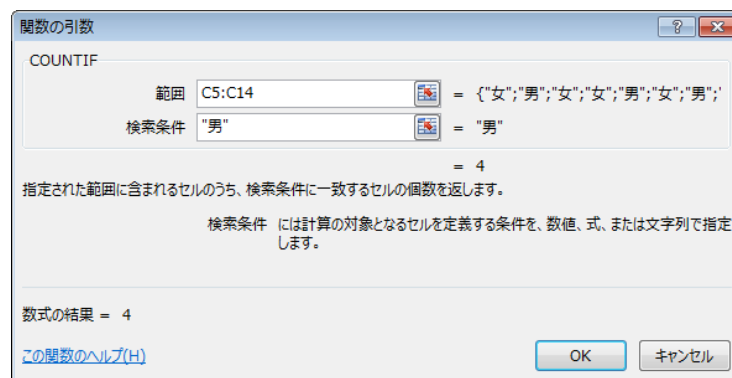 関数の引数
COUNTIF
範囲 C5:C14 = {"女";"男";"女";"女";"男";"女";"男";'
検索条件 "男" = "男"
= 4
指定された範囲に含まれるセルのうち、検索条件に一致するセルの個数を返します。
検索条件 には計算の対象となるセルを定義する条件を、数値、式、または文字列で指定
します。
数式の結果 = 4
この関数のヘルプ(H)
OK キャンセル